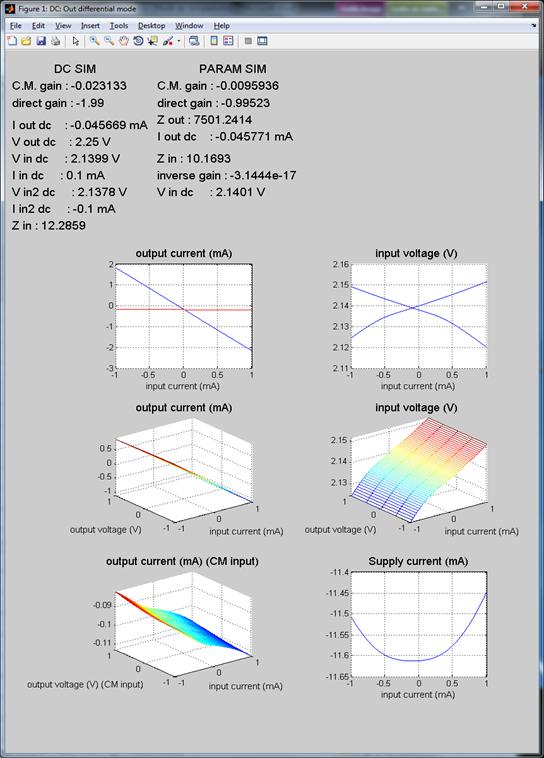 Figure 1: DC: Out differential mode
File Edit View Insert Tools Desktop Window Help
DC SIM
C.M. gain : -0.023133
direct gain : -1.99
I out dc :-0.045669 mA
V out dc : 2.25 V
V in dc : 2.1399 V
I in dc : 0.1 mA
V in2 dc : 2.1378 V
I in2 dc : -0.1 mA
Z in : 12.2859
PARAM SIM
C.M. gain : -0.0095936
direct gain : -0.99523
Z out : 7501.2414
I out dc :-0.045771 mA
Z in : 10.1693
inverse gain : -3.1444e-17
V in dc : 2.1401 V
output current (mA)
2
1
0
-1
-2
-3
-1 -0.5 0 0.5 1
input current (mA)
input voltage (V)
2.16
2.15
2.14
2.13
2.12
2.11
-1 -0.5 0 0.5 1
input current (mA)
output current (mA)
0.5
0
-0.5
-1
1
0
-1
-1
0
1
output voltage (V)
input current (mA)
input voltage (V)
2.15
2.14
2.13
1
0
-1
-1
0
1
output voltage (V)
input current (mA)
output current (mA) (CM input)
-0.09
-0.1
-0.11
1
0
-1
-1
0
1
output voltage (V) (CM input)
input current (mA)
Supply current (mA)
-11.4
-11.45
-11.5
-11.55
-11.6
-11.65
-1 -0.5 0 0.5 1
input current (mA)